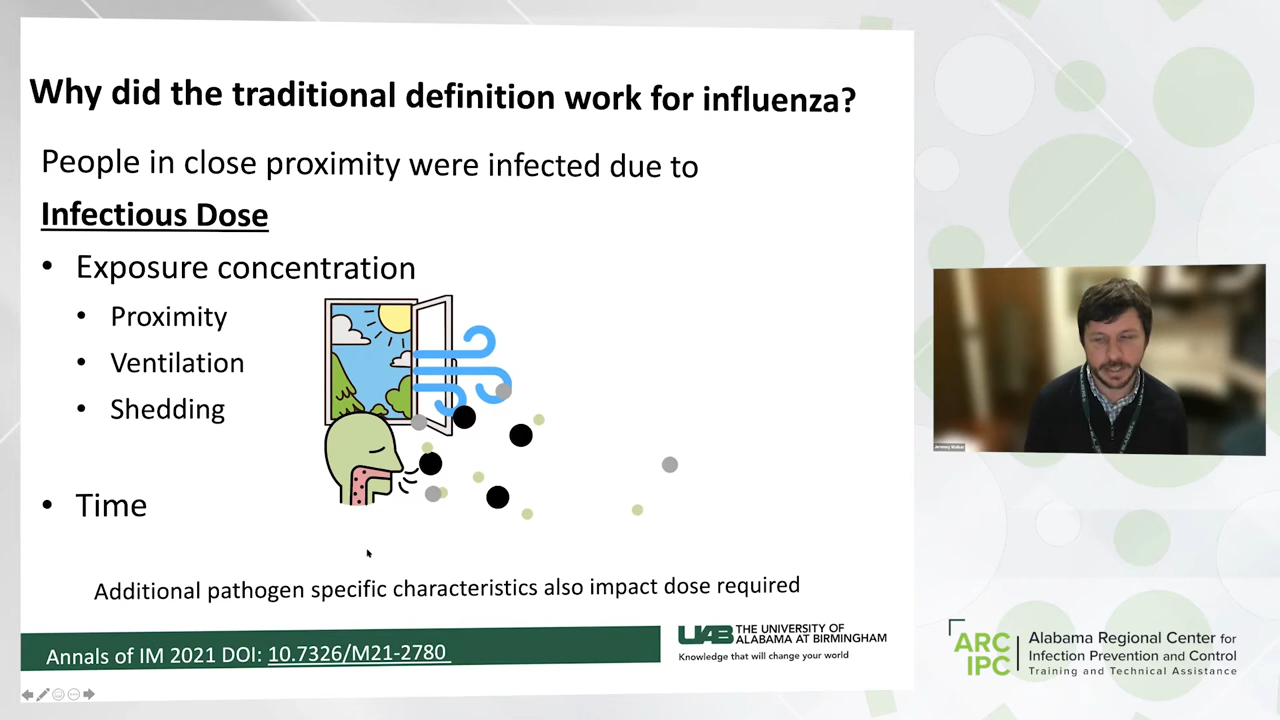 Why did the traditional definition work for influenza?
People in close proximity were infected due to
Infectious Dose
• Exposure concentration
• Proximity
• Ventilation
• Shedding
• Time
Additional pathogen specific characteristics also impact dose required
Annals of IM 2021 DOI: 10.7326/M21-2780
UAB THE UNIVERSITY OF
ALABAMA AT BIRMINGHAM
Knowledge that will change your world
Jeremey Walker
ARC
IPC
Alabama Regional Center for
Infection Prevention and Control
Training and Technical Assistance